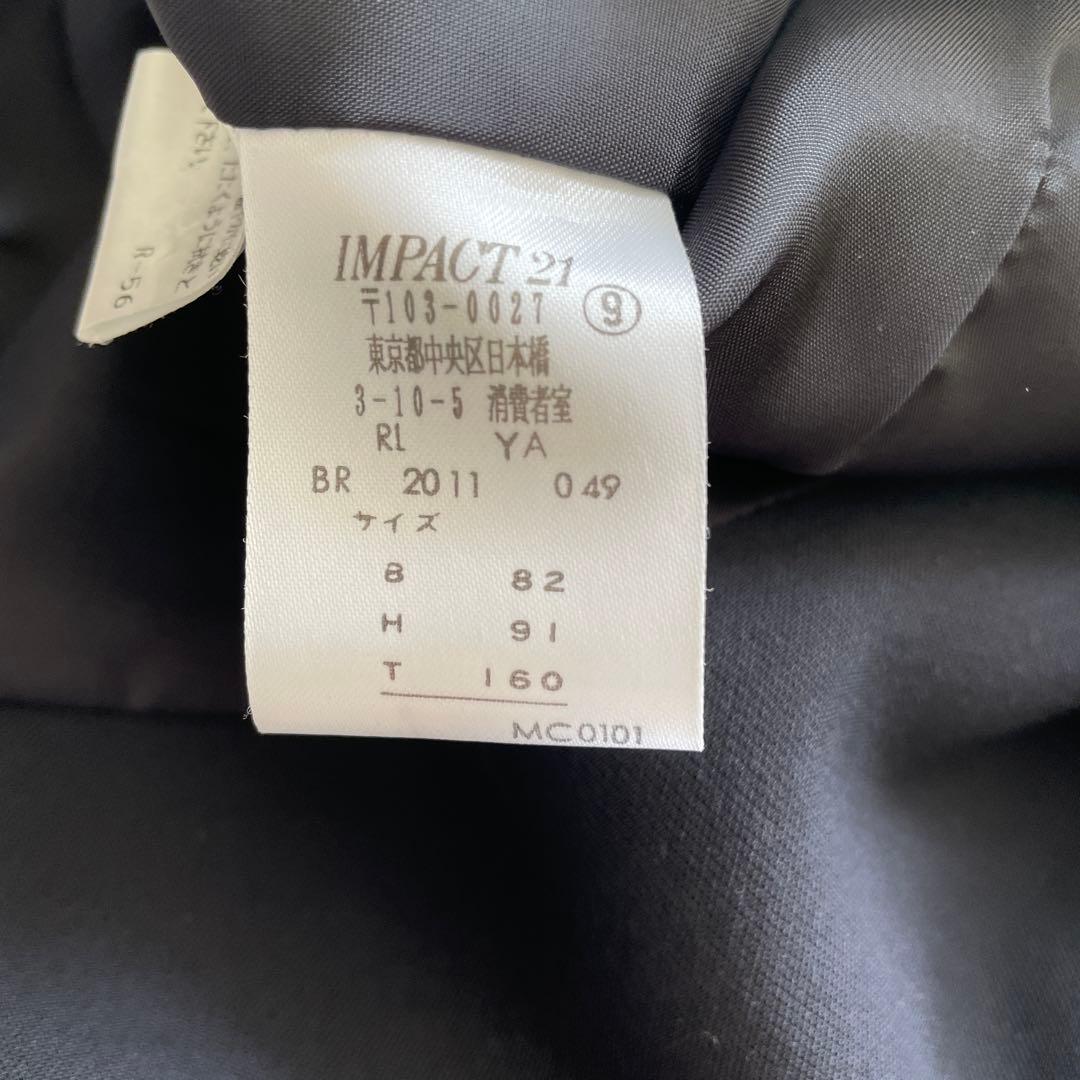 IMPACT 21
〒103-0027 ⑨
東京都中央区日本橋
3-10-5 消費者室
RL YA
BR 2011 049
サイズ
B 82
H 91
T 160
MC0101
R-56